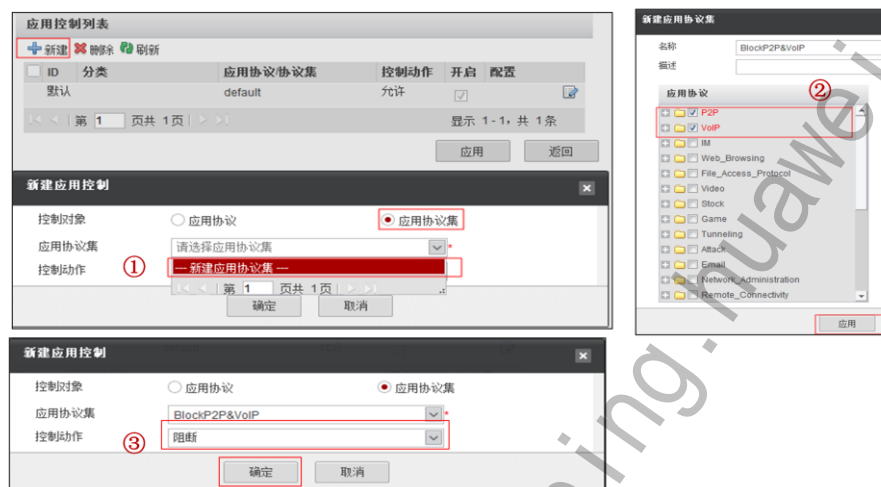 应用控制列表
新建 删除 刷新
ID 分类 应用协议/协议集 控制动作 开启 配置
默认 default 允许
第 1 页共 1页 显示 1-1，共 1条
应用 返回
新建应用控制
控制对象 应用协议 应用协议集
应用协议集 请选择应用协议集 *
控制动作 ① --- 新建应用协议集 ---
第 1 页共 1页
确定 取消
新建应用控制
控制对象 应用协议 应用协议集
应用协议集 BlockP2P&VoIP *
控制动作 ③ 阻断
确定 取消
新建应用协议集
名称 BlockP2P&VoIP
描述
应用协议 ②
P2P
VoIP
IM
Web_Browsing
File_Access_Protocol
Video
Stock
Game
Tunneling
Attack
Email
Network_Administration
Remote_Connectivity
应用
ning.huawei